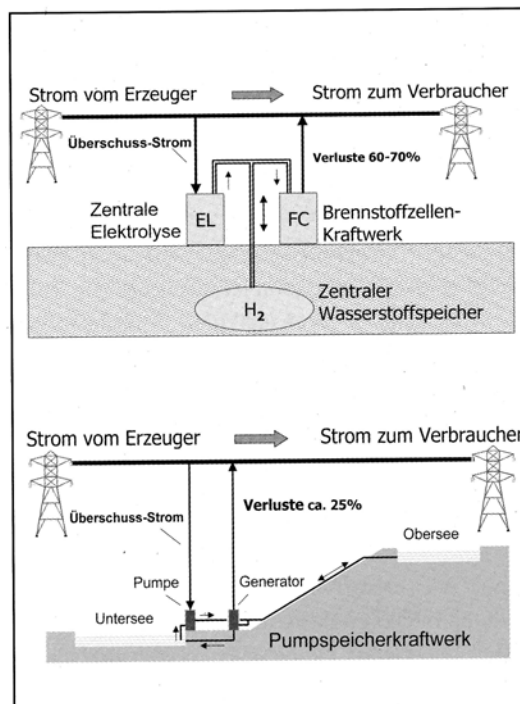 Strom vom Erzeuger
Strom zum Verbraucher
Überschuss-Strom
Verluste 60-70%
Zentrale
Elektrolyse
EL
FC
Brennstoffzellen-
Kraftwerk
H₂
Zentraler
Wasserstoffspeicher
Strom vom Erzeuger
Strom zum Verbraucher
Überschuss-Strom
Verluste ca. 25%
Obersee
Pumpe
Generator
Untersee
Pumpspeicherkraftwerk